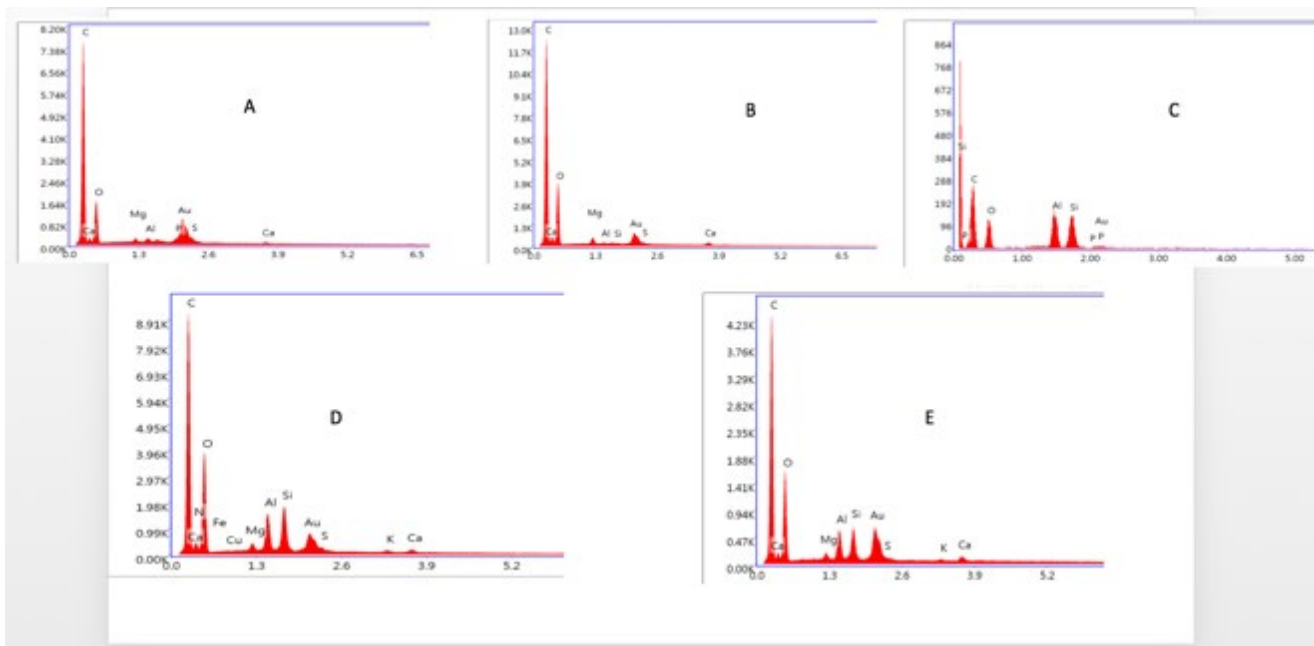 A
8.20K
7.38K
6.56K
5.74K
4.92K
4.10K
3.28K
2.46K
1.64K
0.82K
0.00K
C
O
Ca
Mg
Al
P
Au
S
Ca
0.0 1.3 2.6 3.9 5.2 6.5
B
13.0K
11.7K
10.4K
9.1K
7.8K
6.5K
5.2K
3.9K
2.6K
1.3K
0.0K
C
O
Ca
Mg
Al
Si
Au
S
Ca
0.0 1.3 2.6 3.9 5.2 6.5
C
864
768
672
576
480
384
288
192
96
0
Si
P
C
O
Al
Si
Au
P
P
0.00 1.00 2.00 3.00 4.00 5.00
D
8.91K
7.92K
6.93K
5.94K
4.95K
3.96K
2.97K
1.98K
0.99K
0.00K
C
O
N
Ca
Fe
Cu
Mg
Al
Si
Au
S
K
Ca
0.0 1.3 2.6 3.9 5.2
E
4.23K
3.76K
3.29K
2.82K
2.35K
1.88K
1.41K
0.94K
0.47K
0.00K
C
O
Ca
Mg
Al
Si
Au
S
K
Ca
0.0 1.3 2.6 3.9 5.2